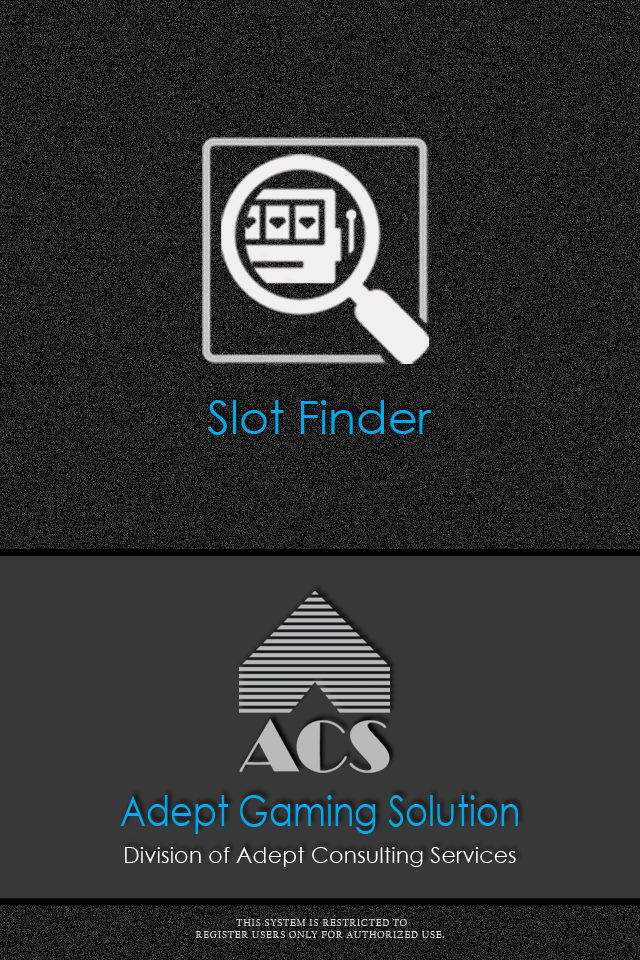 Slot Finder
ACS
Adept Gaming Solution
Division of Adept Consulting Services
THIS SYSTEM IS RESTRICTED TO
REGISTER USERS ONLY FOR AUTHORIZED USE.